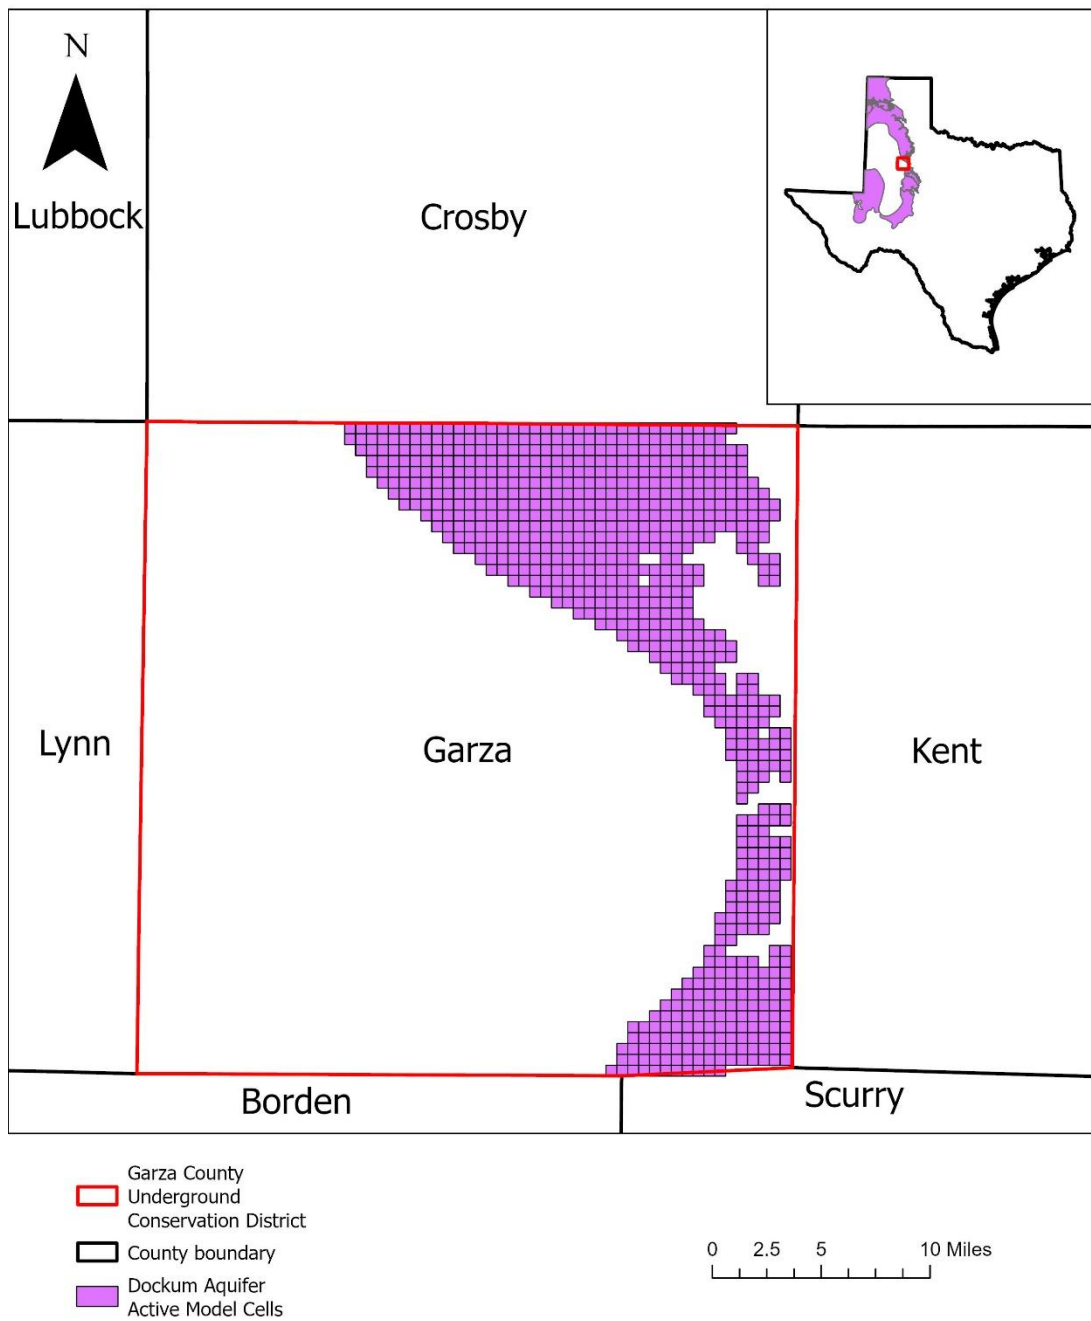 N
Lubbock
Crosby
Lynn
Garza
Kent
Borden
Scurry
Garza County
Underground
Conservation District
County boundary
Dockum Aquifer
Active Model Cells
0 2.5 5 10 Miles